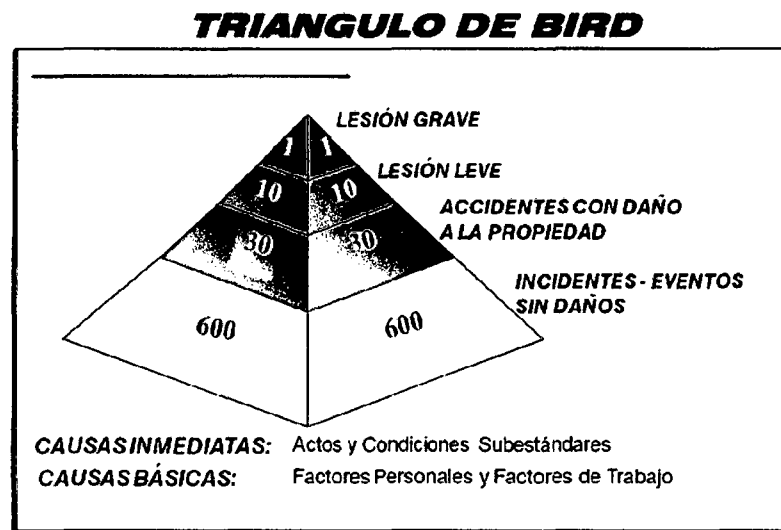 TRIANGULO DE BIRD
LESIÓN GRAVE
1 1
LESIÓN LEVE
10 10
ACCIDENTES CON DAÑO
A LA PROPIEDAD
30 30
INCIDENTES - EVENTOS
SIN DAÑOS
600 600
CAUSAS INMEDIATAS: Actos y Condiciones Subestándares
CAUSAS BÁSICAS: Factores Personales y Factores de Trabajo